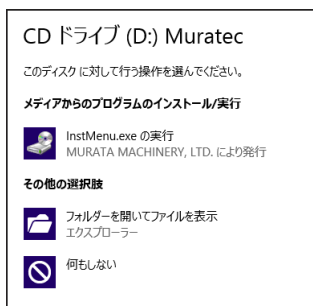 CD ドライブ (D:) Muratec
このディスク に対して行う操作を選んでください。
メディアからのプログラムのインストール/実行
InstMenu.exe の実行
MURATA MACHINERY, LTD. により発行
その他の選択肢
フォルダーを開いてファイルを表示
エクスプローラー
何もしない